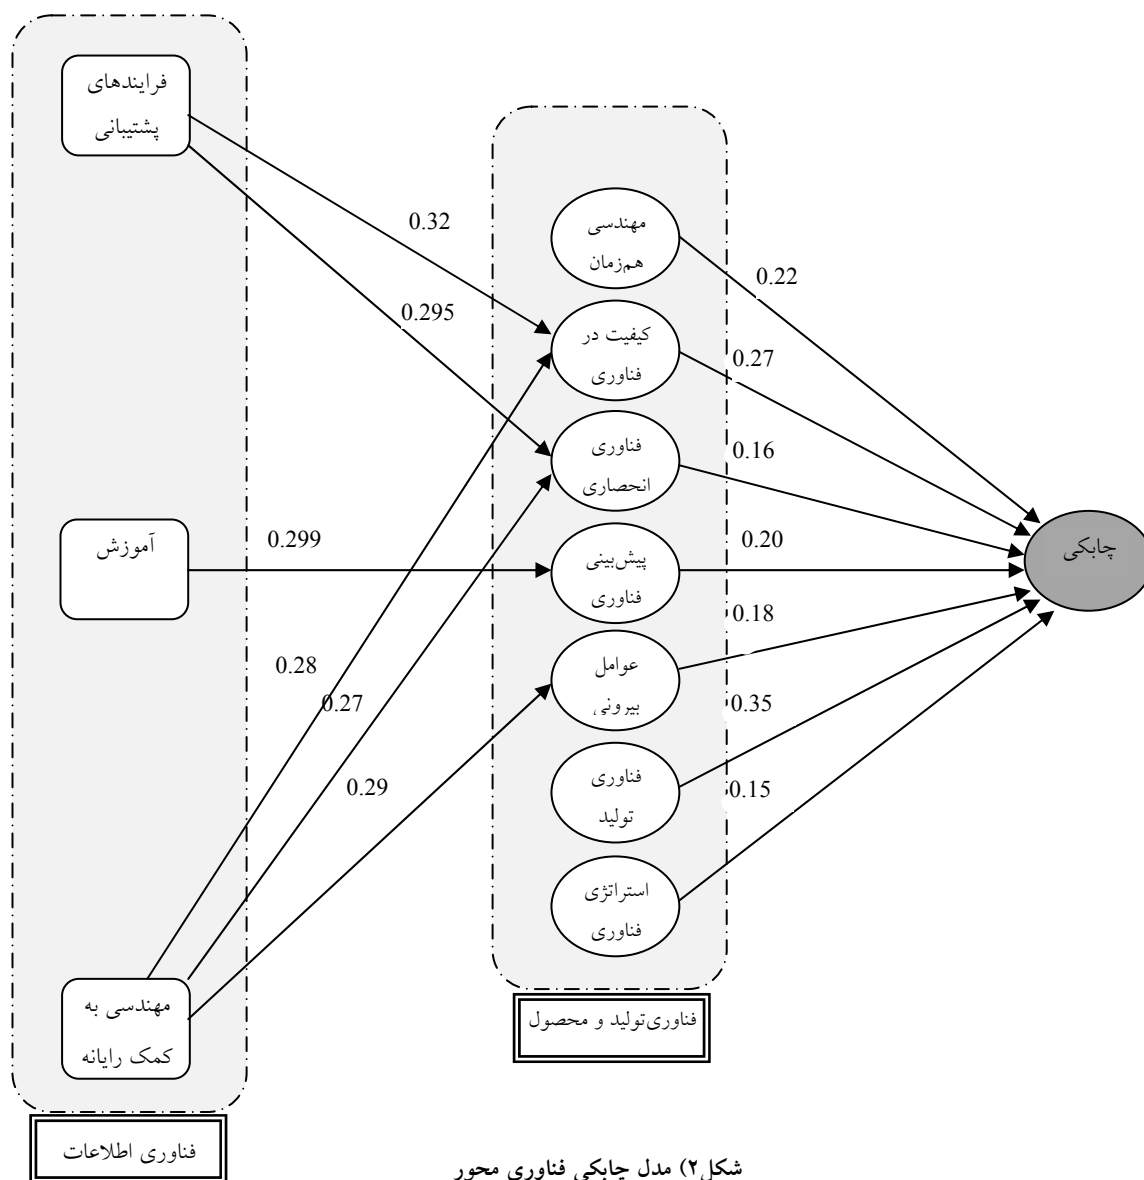 فرایندهای
پشتیبانی
آموزش
مهندسی به
کمک رایانه
فناوری اطلاعات
0.32
0.295
0.299
0.28
0.27
0.29
مهندسی
هم‌زمان
کیفیت در
فناوری
فناوری
انحصاری
پیش‌بینی
فناوری
عوامل
بیرونی
فناوری
تولید
استراتژی
فناوری
فناوری‌تولید و محصول
0.22
0.27
0.16
0.20
0.18
0.35
0.15
چابکی
شکل۲) مدل چابکی فناوری محور